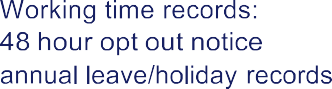 Working time records:
48 hour opt out notice
annual leave/holiday records